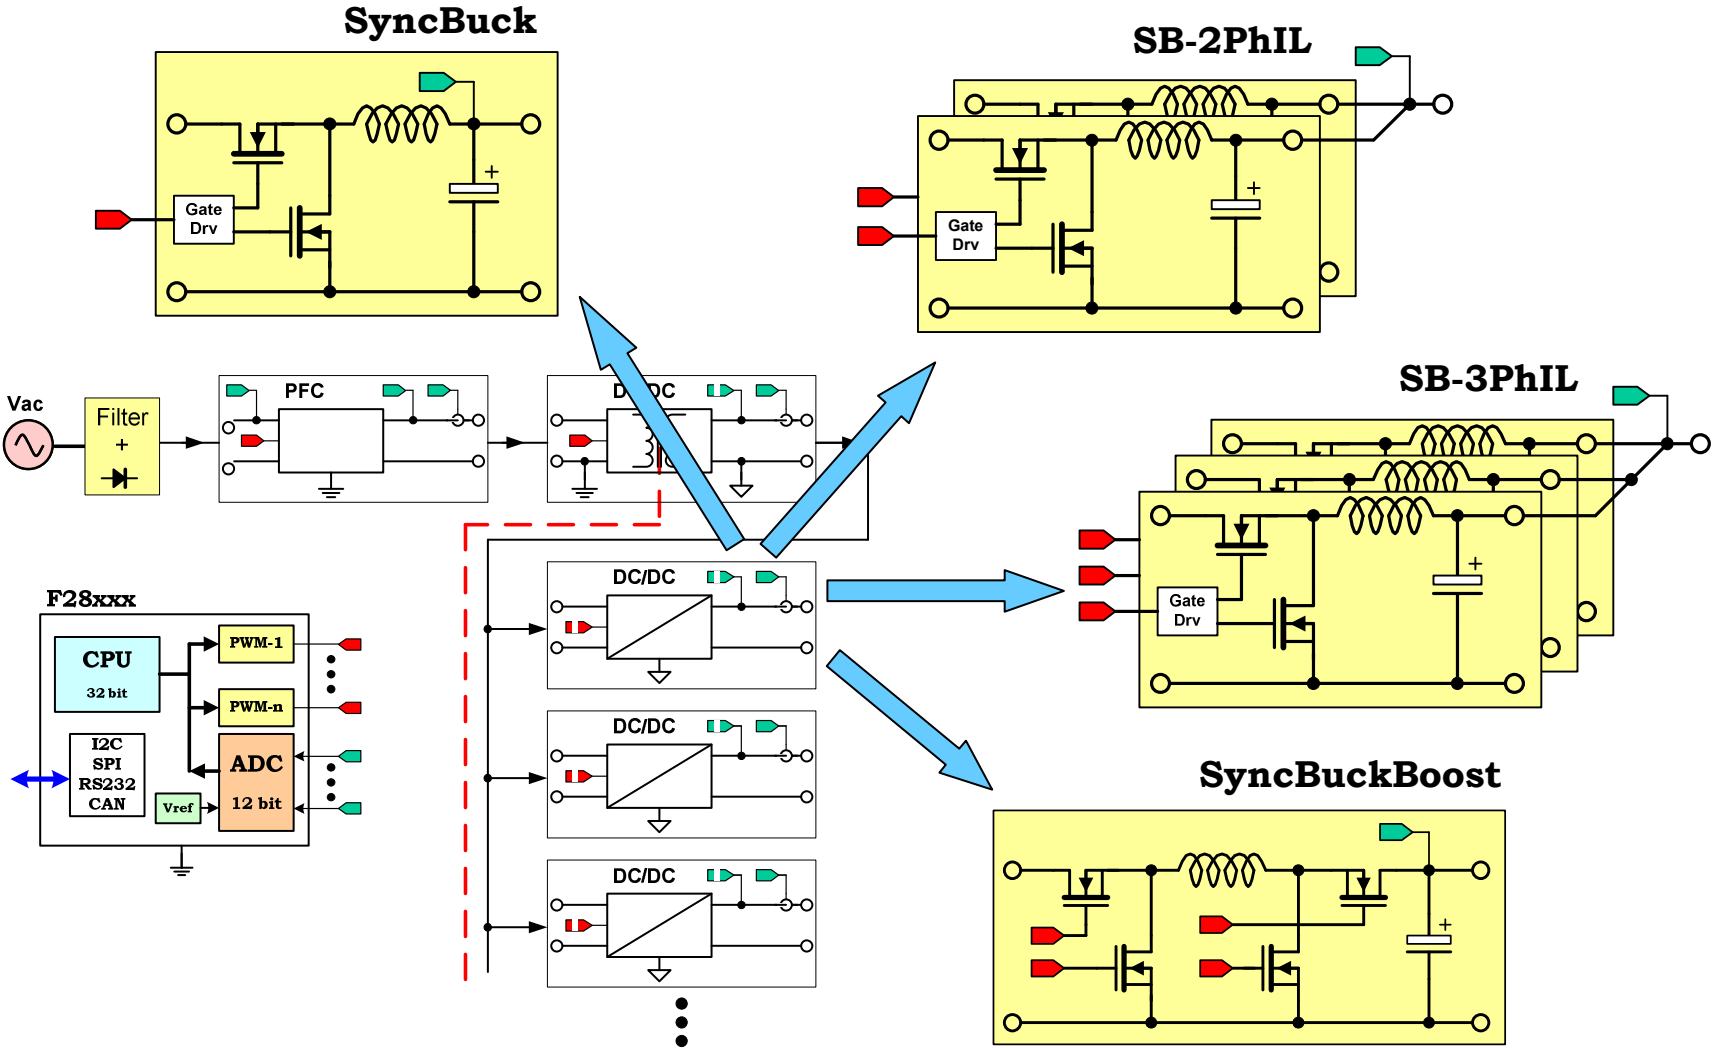 SyncBuck
SB-2PhIL
Gate
Drv
+
Gate
Drv
+
SB-3PhIL
Vac
Filter
+
PFC
DC
Gate
Drv
+
DC/DC
F28xxx
CPU
32 bit
PWM-1
PWM-n
I2C
SPI
RS232
CAN
ADC
12 bit
Vref
DC/DC
DC/DC
SyncBuckBoost
+